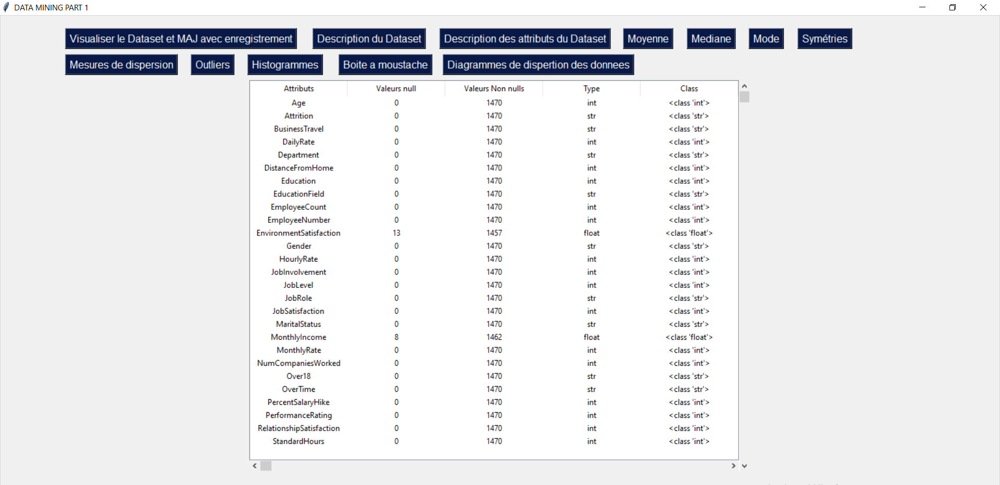 DATA MINING PART 1
Visualiser le Dataset et MAJ avec enregistrement Description du Dataset Description des attributs du Dataset Moyenne Mediane Mode Symétries
Mesures de dispersion Outliers Histogrammes Boite a moustache Diagrammes de dispertion des donnees
Attributs Valeurs null Valeurs Non nulls Type Class
Age 0 1470 int <class 'int'>
Attrition 0 1470 str <class 'str'>
BusinessTravel 0 1470 str <class 'str'>
DailyRate 0 1470 int <class 'int'>
Department 0 1470 str <class 'str'>
DistanceFromHome 0 1470 int <class 'int'>
Education 0 1470 int <class 'int'>
EducationField 0 1470 str <class 'str'>
EmployeeCount 0 1470 int <class 'int'>
EmployeeNumber 0 1470 int <class 'int'>
EnvironmentSatisfaction 13 1457 float <class 'float'>
Gender 0 1470 str <class 'str'>
HourlyRate 0 1470 int <class 'int'>
JobInvolvement 0 1470 int <class 'int'>
JobLevel 0 1470 int <class 'int'>
JobRole 0 1470 str <class 'str'>
JobSatisfaction 0 1470 int <class 'int'>
MaritalStatus 0 1470 str <class 'str'>
MonthlyIncome 8 1462 float <class 'float'>
MonthlyRate 0 1470 int <class 'int'>
NumCompaniesWorked 0 1470 int <class 'int'>
Over18 0 1470 str <class 'str'>
OverTime 0 1470 str <class 'str'>
PercentSalaryHike 0 1470 int <class 'int'>
PerformanceRating 0 1470 int <class 'int'>
RelationshipSatisfaction 0 1470 int <class 'int'>
StandardHours 0 1470 int <class 'int'>